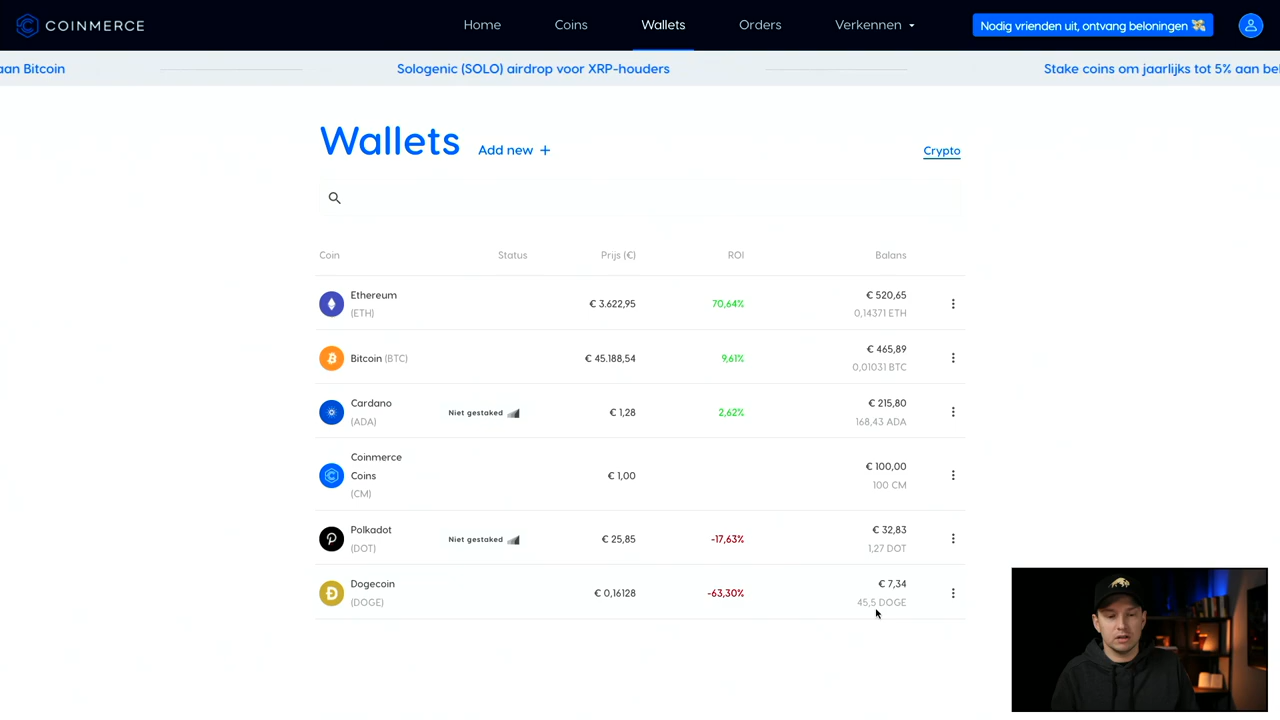 COINMERCE
Home
Coins
Wallets
Orders
Verkennen
Nodig vrienden uit, ontvang beloningen 💸
aan Bitcoin
Sologenic (SOLO) airdrop voor XRP-houders
Stake coins om jaarlijks tot 5% aan bel
Wallets
Add new +
Crypto
Coin
Status
Prijs (€)
ROI
Balans
Ethereum
(ETH)
€ 3.622,95
70,64%
€ 520,65
0,14371 ETH
Bitcoin (BTC)
€ 45.188,54
9,61%
€ 465,89
0,01031 BTC
Cardano
(ADA)
Niet gestaked
€ 1,28
2,62%
€ 215,80
168,43 ADA
Coinmerce
Coins
(CM)
€ 1,00
€ 100,00
100 CM
Polkadot
(DOT)
Niet gestaked
€ 25,85
-17,63%
€ 32,83
1,27 DOT
Dogecoin
(DOGE)
€ 0,16128
-63,30%
€ 7,34
45,5 DOGE